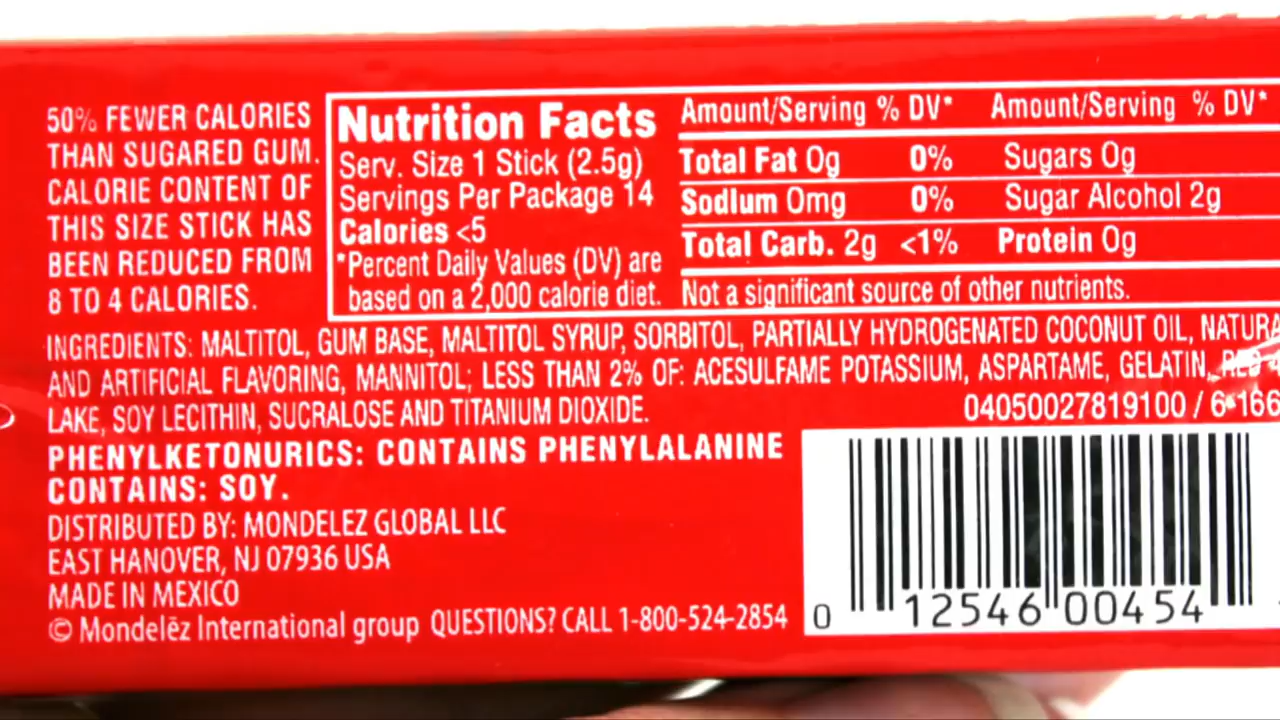 50% FEWER CALORIES
THAN SUGARED GUM.
CALORIE CONTENT OF
THIS SIZE STICK HAS
BEEN REDUCED FROM
8 TO 4 CALORIES.
Nutrition Facts
Serv. Size 1 Stick (2.5g)
Servings Per Package 14
Calories <5
*Percent Daily Values (DV) are
based on a 2,000 calorie diet.
Amount/Serving % DV* Amount/Serving % DV*
Total Fat 0g 0% Sugars 0g
Sodium 0mg 0% Sugar Alcohol 2g
Total Carb. 2g <1% Protein 0g
Not a significant source of other nutrients.
INGREDIENTS: MALTITOL, GUM BASE, MALTITOL SYRUP, SORBITOL, PARTIALLY HYDROGENATED COCONUT OIL, NATURA
AND ARTIFICIAL FLAVORING, MANNITOL; LESS THAN 2% OF: ACESULFAME POTASSIUM, ASPARTAME, GELATIN, RED 4
LAKE, SOY LECITHIN, SUCRALOSE AND TITANIUM DIOXIDE.
04050027819100 / 6-166
PHENYLKETONURICS: CONTAINS PHENYLALANINE
CONTAINS: SOY.
DISTRIBUTED BY: MONDELEZ GLOBAL LLC
EAST HANOVER, NJ 07936 USA
MADE IN MEXICO
© Mondelēz International group QUESTIONS? CALL 1-800-524-2854
0 12546 00454